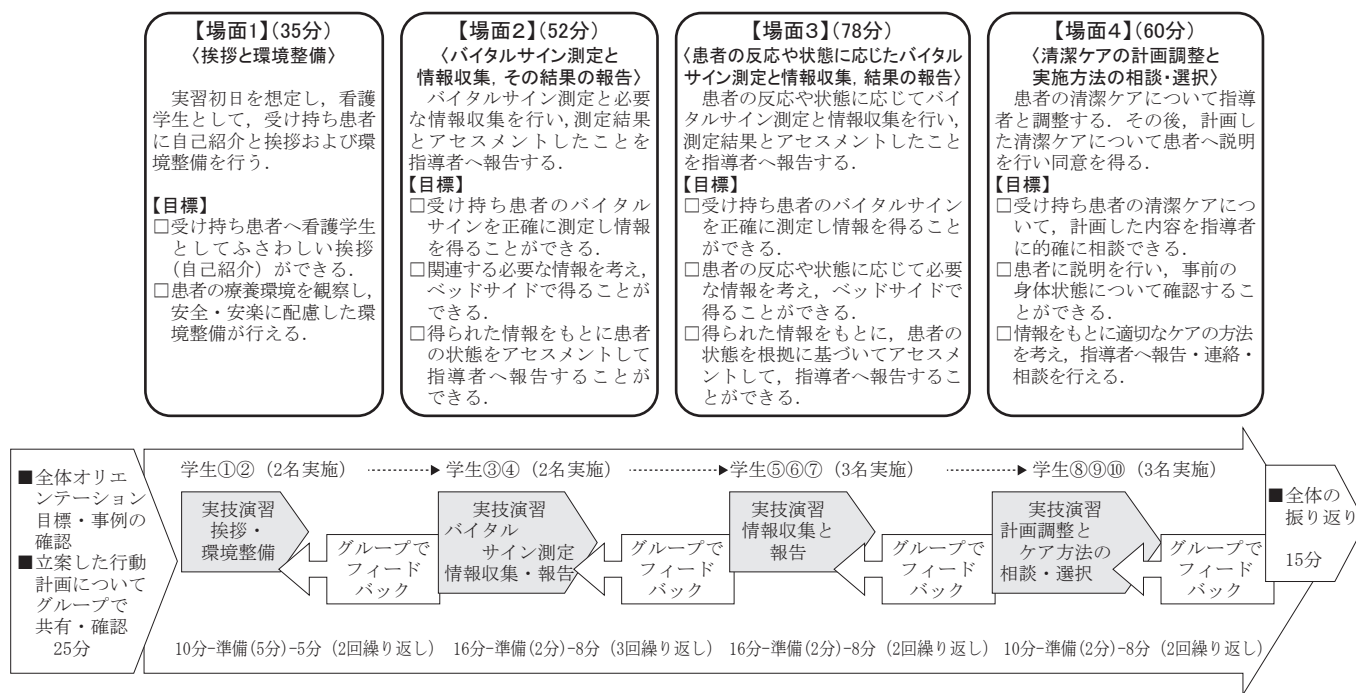 【場面1】(35分)
〈挨拶と環境整備〉
実習初日を想定し,看護
学生として,受け持ち患者
に自己紹介と挨拶および環
境整備を行う.
【目標】
□受け持ち患者へ看護学生
としてふさわしい挨拶
(自己紹介)ができる.
□患者の療養環境を観察し,
安全・安楽に配慮した環
境整備が行える.
【場面2】(52分)
〈バイタルサイン測定と
情報収集,その結果の報告〉
バイタルサイン測定と必要
な情報収集を行い,測定結果
とアセスメントしたことを
指導者へ報告する.
【目標】
□受け持ち患者のバイタル
サインを正確に測定し情報
を得ることができる.
□関連する必要な情報を考え,
ベッドサイドで得ることが
できる.
□得られた情報をもとに患者
の状態をアセスメントして
指導者へ報告することが
できる.
【場面3】(78分)
〈患者の反応や状態に応じたバイタル
サイン測定と情報収集,結果の報告〉
患者の反応や状態に応じてバイ
タルサイン測定と情報収集を行い,
測定結果とアセスメントしたこと
を指導者へ報告する.
【目標】
□受け持ち患者のバイタルサイン
を正確に測定し情報を得ること
ができる.
□患者の反応や状態に応じて必要
な情報を考え,ベッドサイドで
得ることができる.
□得られた情報をもとに,患者の
状態を根拠に基づいてアセスメ
ントして,指導者へ報告するこ
とができる.
【場面4】(60分)
〈清潔ケアの計画調整と
実施方法の相談・選択〉
患者の清潔ケアについて指導
者と調整する.その後,計画し
た清潔ケアについて患者へ説明
を行い同意を得る.
【目標】
□受け持ち患者の清潔ケアにつ
いて,計画した内容を指導者
に的確に相談できる.
□患者に説明を行い,事前の
身体状態について確認するこ
とができる.
□情報をもとに適切なケアの方法
を考え,指導者へ報告・連絡・
相談を行える.
■全体オリエ
ンテーション
目標・事例の
確認
■立案した行動
計画について
グループで
共有・確認
25分
学生①②(2名実施)
学生③④(2名実施)
学生⑤⑥⑦(3名実施)
学生⑧⑨⑩(3名実施)
実技演習
挨拶・
環境整備
グループで
フィード
バック
実技演習
バイタル
サイン測定
情報収集・報告
グループで
フィード
バック
実技演習
情報収集と
報告
グループで
フィード
バック
実技演習
計画調整と
ケア方法の
相談・選択
グループで
フィード
バック
10分-準備(5分)-5分(2回繰り返し)
16分-準備(2分)-8分(3回繰り返し)
16分-準備(2分)-8分(2回繰り返し)
10分-準備(2分)-8分(2回繰り返し)
■全体の
振り返り
15分